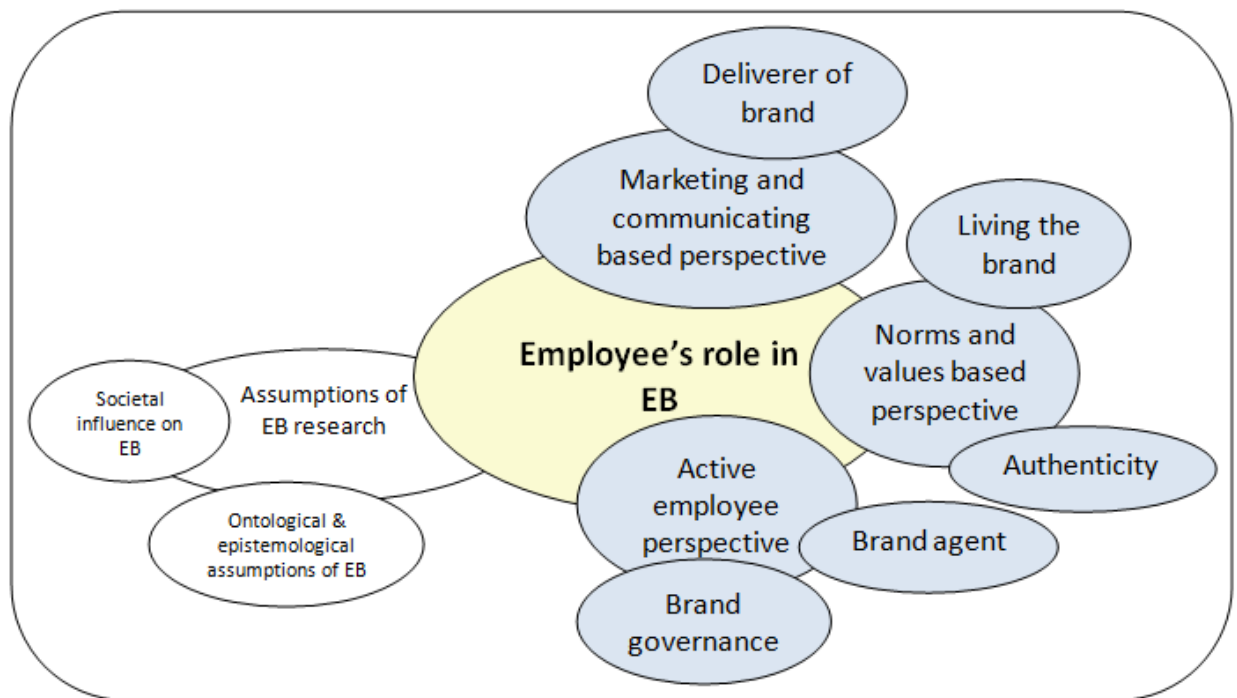 Deliverer of
brand
Marketing and
communicating
based perspective
Living the
brand
Norms and
values based
perspective
Authenticity
Employee’s role in
EB
Assumptions of
EB research
Societal
influence on
EB
Ontological &
epistemological
assumptions of EB
Active
employee
perspective
Brand agent
Brand
governance